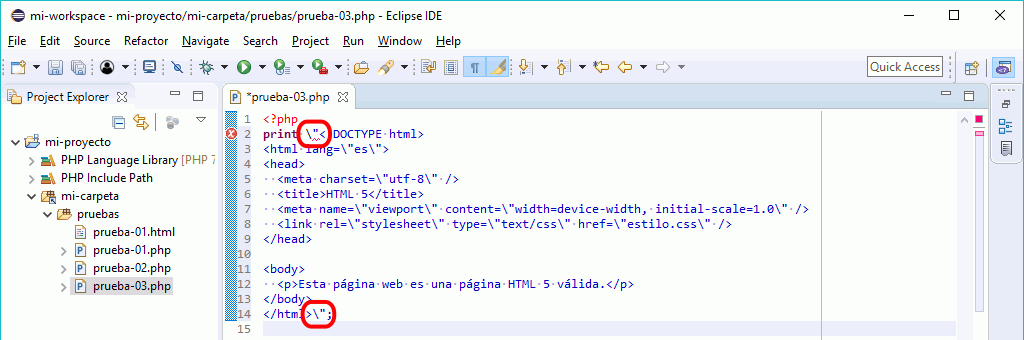 mi-workspace - mi-proyecto/mi-carpeta/pruebas/prueba-03.php - Eclipse IDE
File Edit Source Refactor Navigate Search Project Run Window Help
Quick Access
Project Explorer
*prueba-03.php
mi-proyecto
PHP Language Library [PHP 7
PHP Include Path
mi-carpeta
pruebas
prueba-01.html
prueba-01.php
prueba-02.php
prueba-03.php
1 <?php
2 print \"<!DOCTYPE html>
3 <html lang=\"es\">
4 <head>
5 <meta charset=\"utf-8\" />
6 <title>HTML 5</title>
7 <meta name=\"viewport\" content=\"width=device-width, initial-scale=1.0\" />
8 <link rel=\"stylesheet\" type=\"text/css\" href=\"estilo.css\" />
9 </head>
10
11 <body>
12 <p>Esta página web es una página HTML 5 válida.</p>
13 </body>
14 </html>\";
15